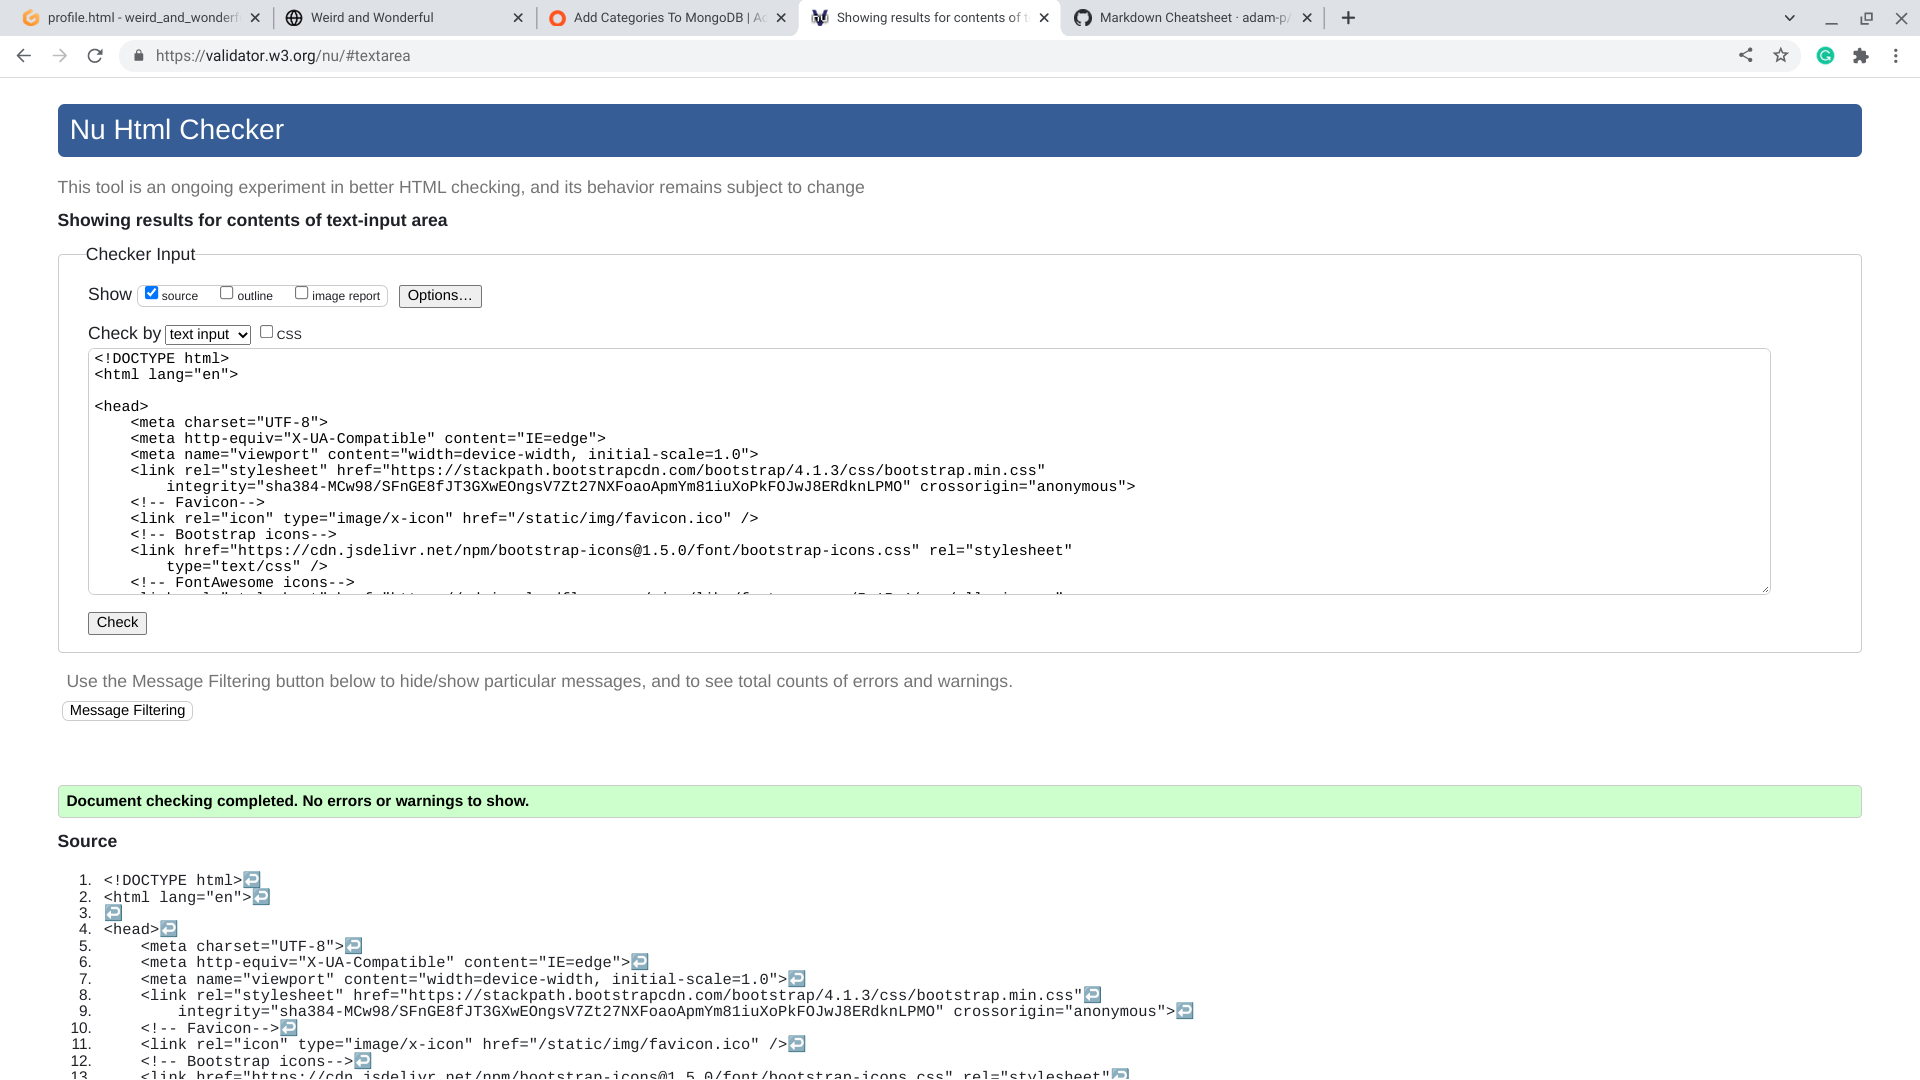 profile.html - weird_and_wonderf
Weird and Wonderful
Add Categories To MongoDB | Ac
Showing results for contents of t
Markdown Cheatsheet · adam-p/
https://validator.w3.org/nu/#textarea
Nu Html Checker
This tool is an ongoing experiment in better HTML checking, and its behavior remains subject to change
Showing results for contents of text-input area
Checker Input
Show source outline image report Options...
Check by text input CSS
<!DOCTYPE html>
<html lang="en">
<head>
<meta charset="UTF-8">
<meta http-equiv="X-UA-Compatible" content="IE=edge">
<meta name="viewport" content="width=device-width, initial-scale=1.0">
<link rel="stylesheet" href="https://stackpath.bootstrapcdn.com/bootstrap/4.1.3/css/bootstrap.min.css"
integrity="sha384-MCw98/SFnGE8fJT3GXwEOngsV7Zt27NXFoaoApmYm81iuXoPkFOJwJ8ERdknLPMO" crossorigin="anonymous">
<!-- Favicon-->
<link rel="icon" type="image/x-icon" href="/static/img/favicon.ico" />
<!-- Bootstrap icons-->
<link href="https://cdn.jsdelivr.net/npm/bootstrap-icons@1.5.0/font/bootstrap-icons.css" rel="stylesheet"
type="text/css" />
<!-- FontAwesome icons-->
Check
Use the Message Filtering button below to hide/show particular messages, and to see total counts of errors and warnings.
Message Filtering
Document checking completed. No errors or warnings to show.
Source
1. <!DOCTYPE html>↩
2. <html lang="en">↩
3. ↩
4. <head>↩
5. <meta charset="UTF-8">↩
6. <meta http-equiv="X-UA-Compatible" content="IE=edge">↩
7. <meta name="viewport" content="width=device-width, initial-scale=1.0">↩
8. <link rel="stylesheet" href="https://stackpath.bootstrapcdn.com/bootstrap/4.1.3/css/bootstrap.min.css"↩
9. integrity="sha384-MCw98/SFnGE8fJT3GXwEOngsV7Zt27NXFoaoApmYm81iuXoPkFOJwJ8ERdknLPMO" crossorigin="anonymous">↩
10. <!-- Favicon-->↩
11. <link rel="icon" type="image/x-icon" href="/static/img/favicon.ico" />↩
12. <!-- Bootstrap icons-->↩
13. <link href="https://cdn.jsdelivr.net/npm/bootstrap-icons@1.5.0/font/bootstrap-icons.css" rel="stylesheet"↩